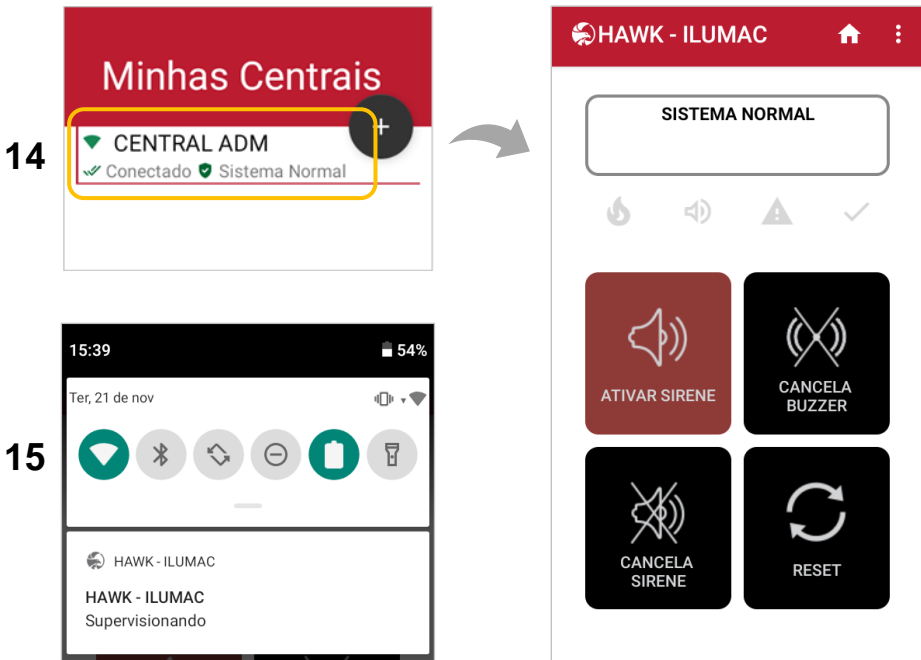 14
Minhas Centrais
+
CENTRAL ADM
Conectado Sistema Normal
HAWK - ILUMAC
SISTEMA NORMAL
ATIVAR SIRENE
CANCELA
BUZZER
CANCELA
SIRENE
RESET
15
15:39 54%
Ter, 21 de nov
HAWK - ILUMAC
HAWK - ILUMAC
Supervisionando